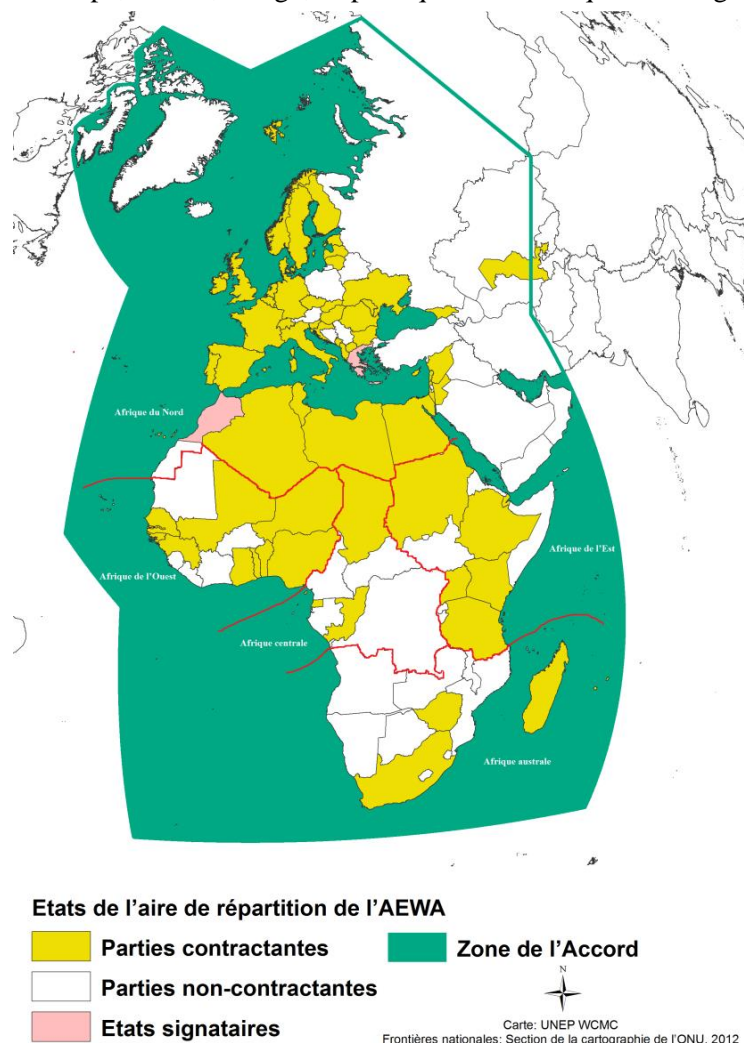 Afrique du Nord
Afrique de l'Ouest
Afrique de l'Est
Afrique centrale
Afrique australe
Etats de l'aire de répartition de l'AEWA
Parties contractantes
Zone de l'Accord
Parties non-contractantes
Etats signataires
N
Carte: UNEP WCMC
Frontières nationales: Section de la cartographie de l'ONU, 2012